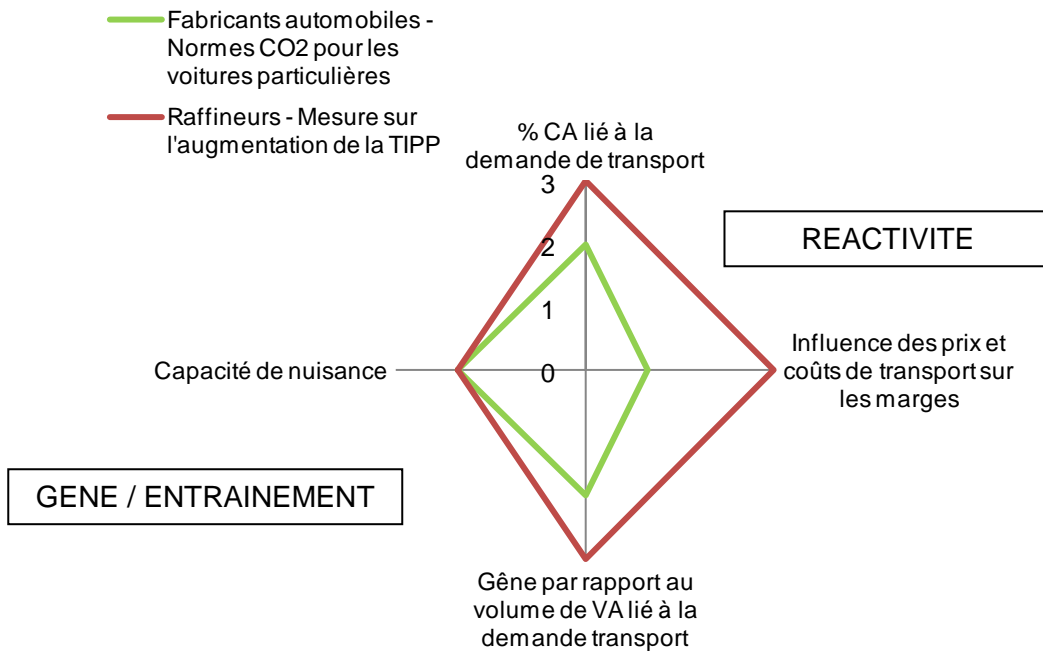 Fabricants automobiles -
Normes CO2 pour les
voitures particulières
Raffineurs - Mesure sur
l'augmentation de la TIPP
% CA lié à la
demande de transport
3
2
1
0
REACTIVITE
Influence des prix et
coûts de transport sur
les marges
Capacité de nuisance
GENE / ENTRAINEMENT
Gêne par rapport au
volume de VA lié à la
demande transport